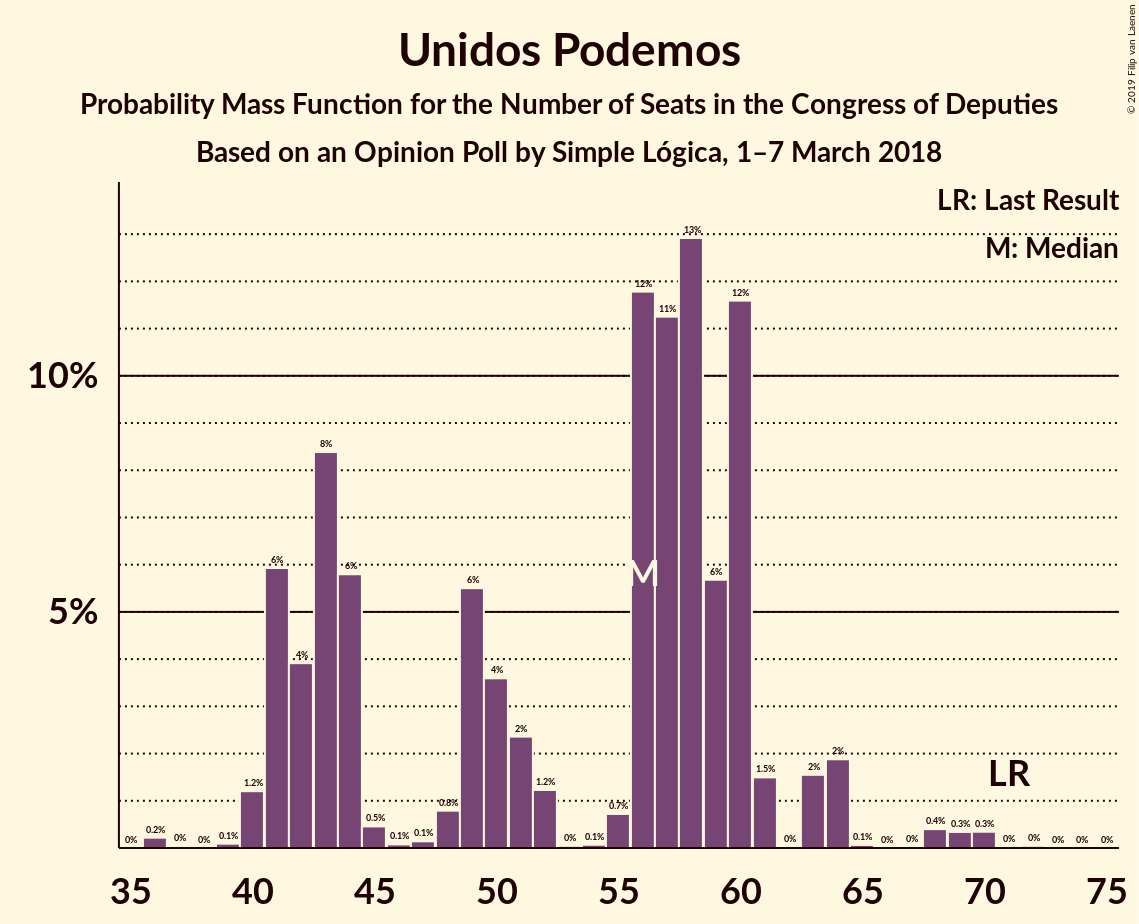 Unidos Podemos
Probability Mass Function for the Number of Seats in the Congress of Deputies
Based on an Opinion Poll by Simple Lógica, 1–7 March 2018
© 2019 Filip van Laenen
LR: Last Result
M: Median
10%
5%
0% 0.2% 0% 0% 0.1% 1.2% 6% 4% 8% 6% 0.5% 0.1% 0.1% 0.8% 6% 4% 2% 1.2% 0% 0.1% 0.7% 12% 11% 13% 6% 12% 1.5% 0% 2% 2% 0.1% 0% 0% 0.4% 0.3% 0.3% 0% 0% 0% 0% 0%
M
LR
35 40 45 50 55 60 65 70 75